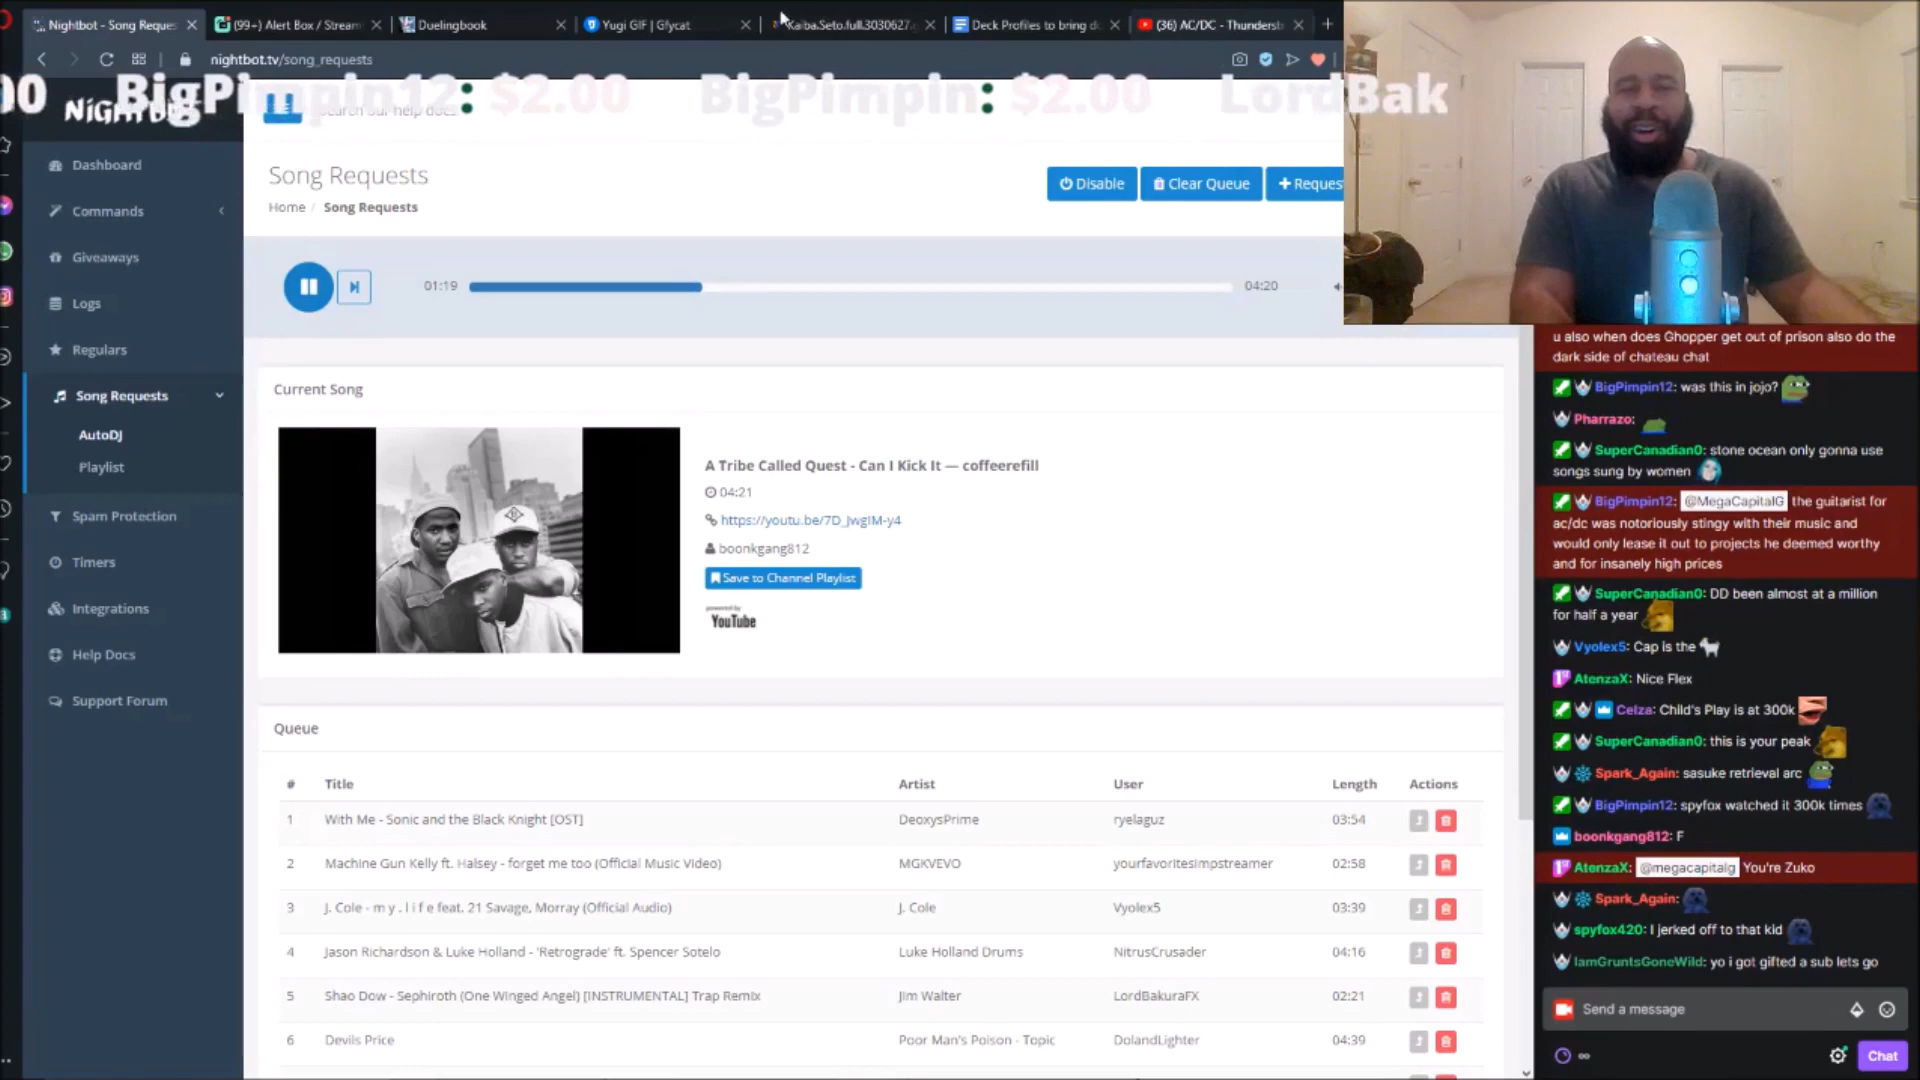 Nightbot - Song Reques
(99+) Alert Box / Stream
Duelingbook
Yugi GIF | Gfycat
Kaiba.Seto.full.3030627.
Deck Profiles to bring d
(36) AC/DC - Thunderst
nightbot.tv/song_requests
00 BigPimpin12: $2.00 BigPimpin: $2.00 LordBak
Search our help docs.
Dashboard
Commands
Giveaways
Logs
Regulars
Song Requests
AutoDJ
Playlist
Spam Protection
Timers
Integrations
Help Docs
Support Forum
Song Requests
Home / Song Requests
Disable
Clear Queue
+ Reques
01:19
04:20
Current Song
A Tribe Called Quest - Can I Kick It — coffeerefill
04:21
https://youtu.be/7D_JwgIM-y4
boonkgang812
Save to Channel Playlist
powered by
YouTube
Queue
# Title Artist User Length Actions
1 With Me - Sonic and the Black Knight [OST] DeoxysPrime ryelaguz 03:54
2 Machine Gun Kelly ft. Halsey - forget me too (Official Music Video) MGKVEVO yourfavoritesimpstreamer 02:58
3 J. Cole - m y . l i f e feat. 21 Savage, Morray (Official Audio) J. Cole Vyolex5 03:39
4 Jason Richardson & Luke Holland - 'Retrograde' ft. Spencer Sotelo Luke Holland Drums NitrusCrusader 04:16
5 Shao Dow - Sephiroth (One Winged Angel) [INSTRUMENTAL] Trap Remix Jim Walter LordBakuraFX 02:21
6 Devils Price Poor Man's Poison - Topic DolandLighter 04:39
u also when does Ghopper get out of prison also do the
dark side of chateau chat
BigPimpin12: was this in jojo?
Pharrazo:
SuperCanadian0: stone ocean only gonna use
songs sung by women
BigPimpin12: @MegaCapitalG the guitarist for
ac/dc was notoriously stingy with their music and
would only lease it out to projects he deemed worthy
and for insanely high prices
SuperCanadian0: DD been almost at a million
for half a year
Vyolex5: Cap is the
AtenzaX: Nice Flex
Celza: Child's Play is at 300k
SuperCanadian0: this is your peak
Spark_Again: sasuke retrieval arc
BigPimpin12: spyfox watched it 300k times
boonkgang812: F
AtenzaX: @megacapitalg You're Zuko
Spark_Again:
spyfox420: I jerked off to that kid
IamGruntsGoneWild: yo i got gifted a sub lets go
Send a message
∞
Chat